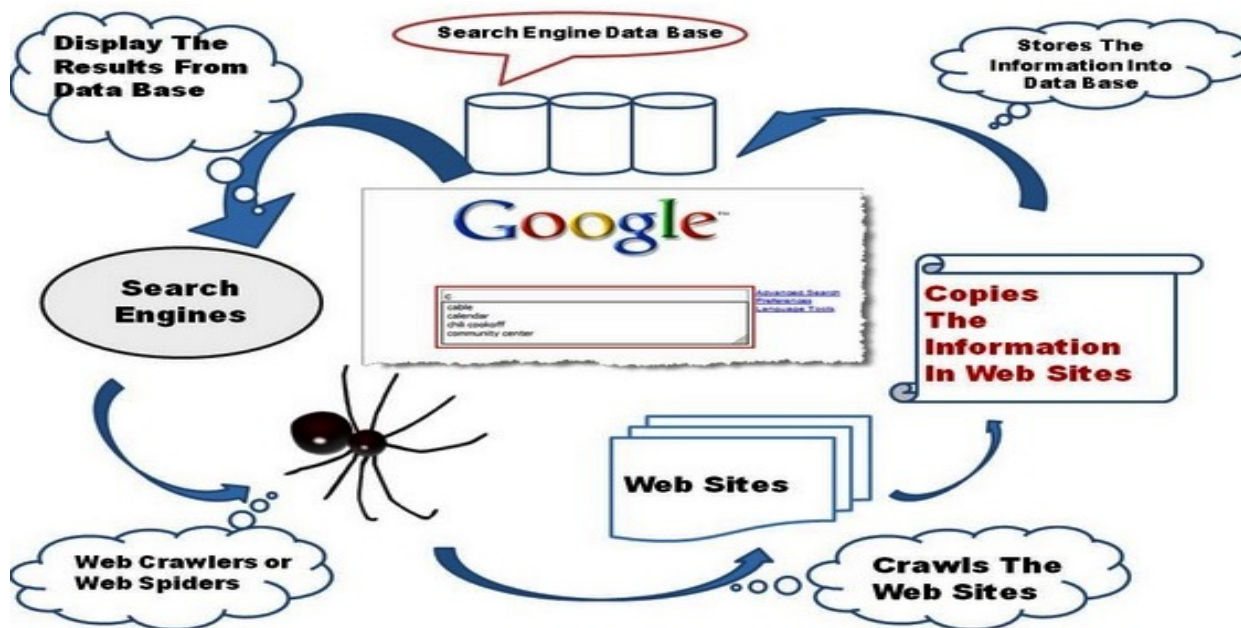 Display The
Results From
Data Base
Search Engine Data Base
Stores The
Information Into
Data Base
Google™
c
cable
calendar
chili cookoff
community center
Advanced Search
Preferences
Language Tools
Search
Engines
Copies
The
Information
In Web Sites
Web Sites
Web Crawlers or
Web Spiders
Crawls The
Web Sites